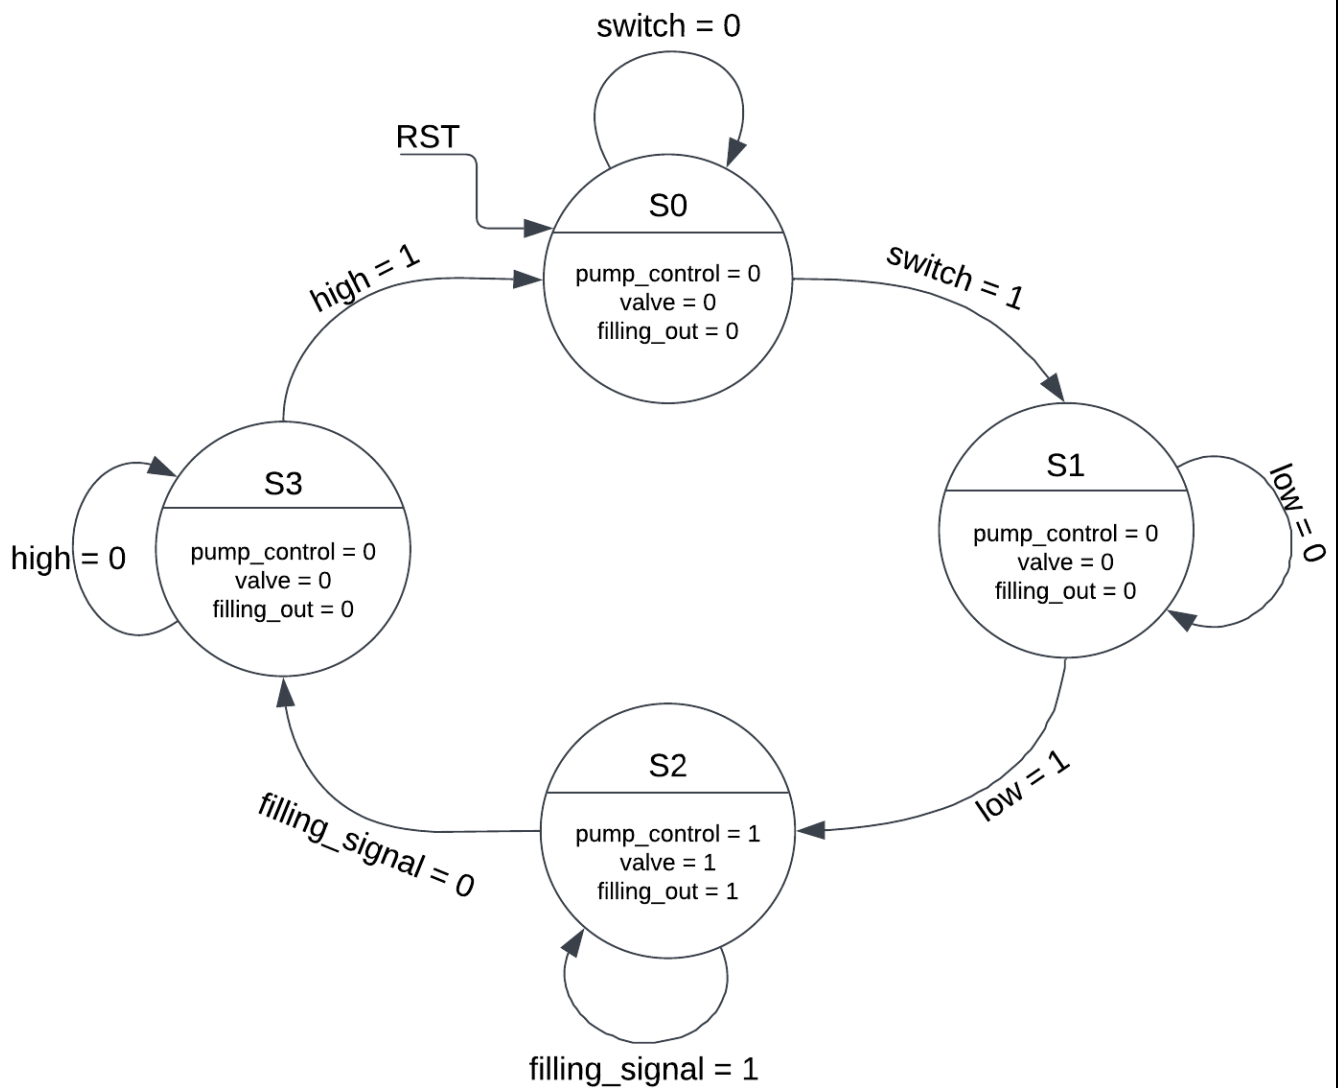 switch = 0
RST
S0
pump_control = 0
valve = 0
filling_out = 0
high = 1
switch = 1
S1
pump_control = 0
valve = 0
filling_out = 0
low = 0
S3
pump_control = 0
valve = 0
filling_out = 0
high = 0
low = 1
S2
pump_control = 1
valve = 1
filling_out = 1
filling_signal = 0
filling_signal = 1